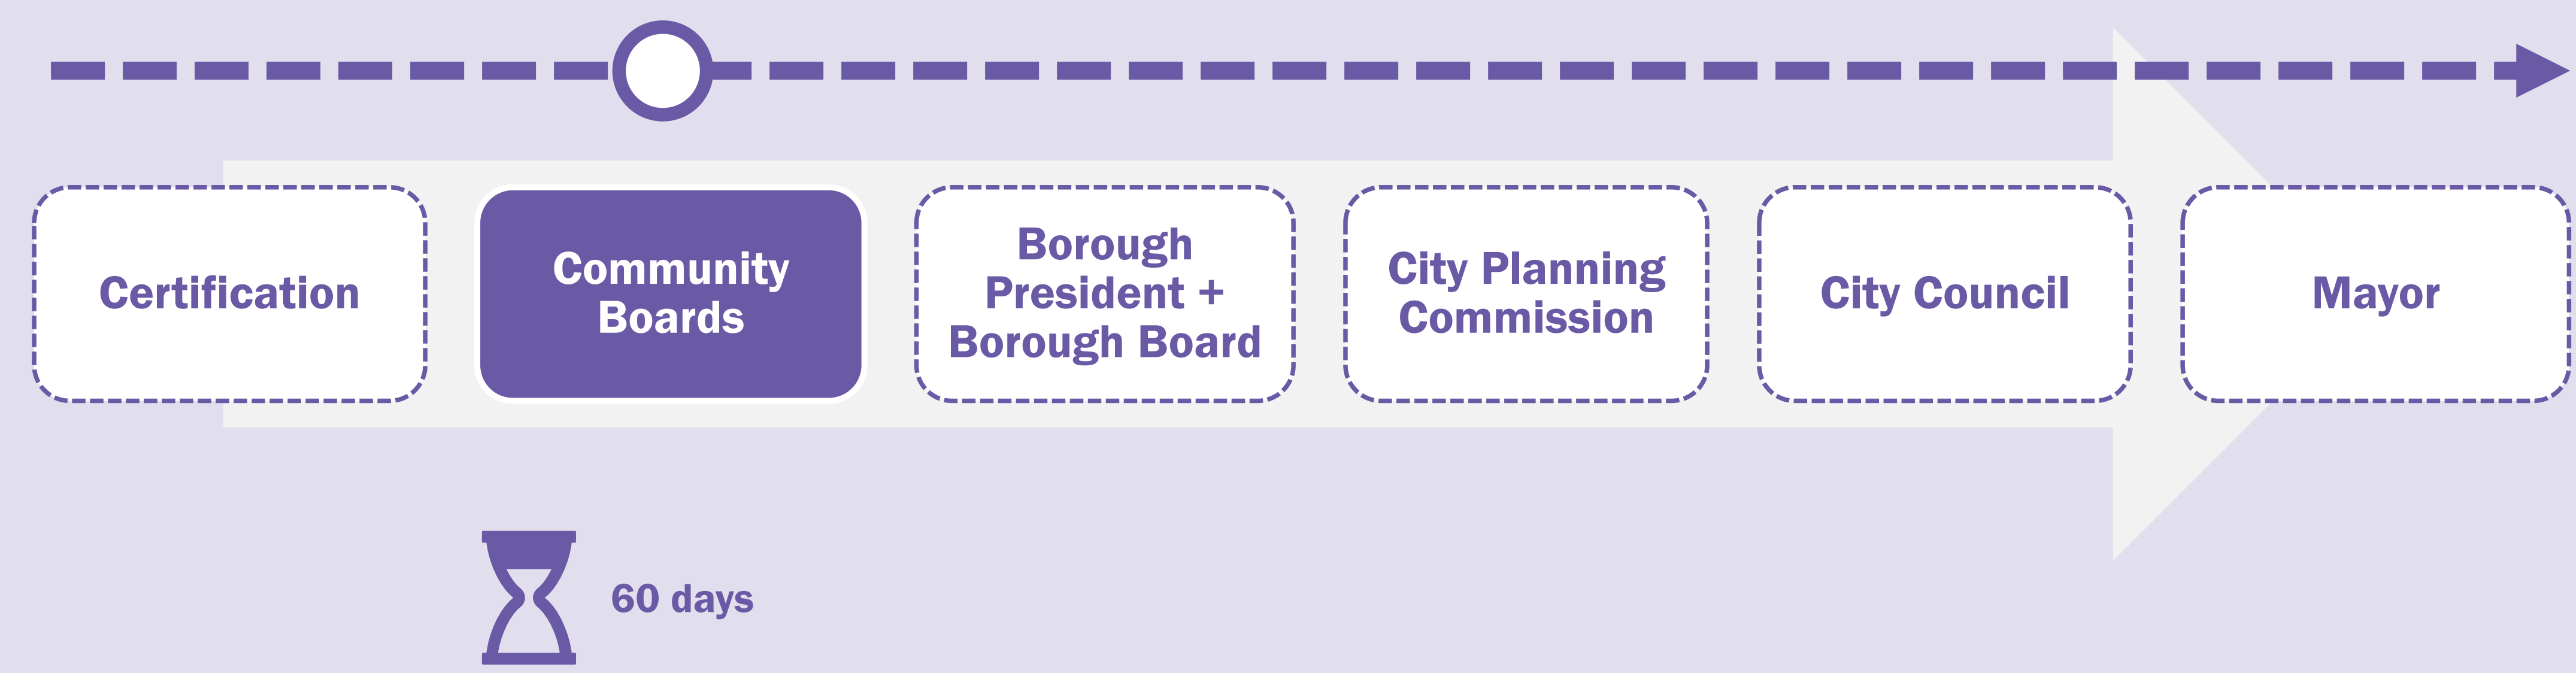 Certification
Community
Boards
Borough
President +
Borough Board
City Planning
Commission
City Council
Mayor
60 days